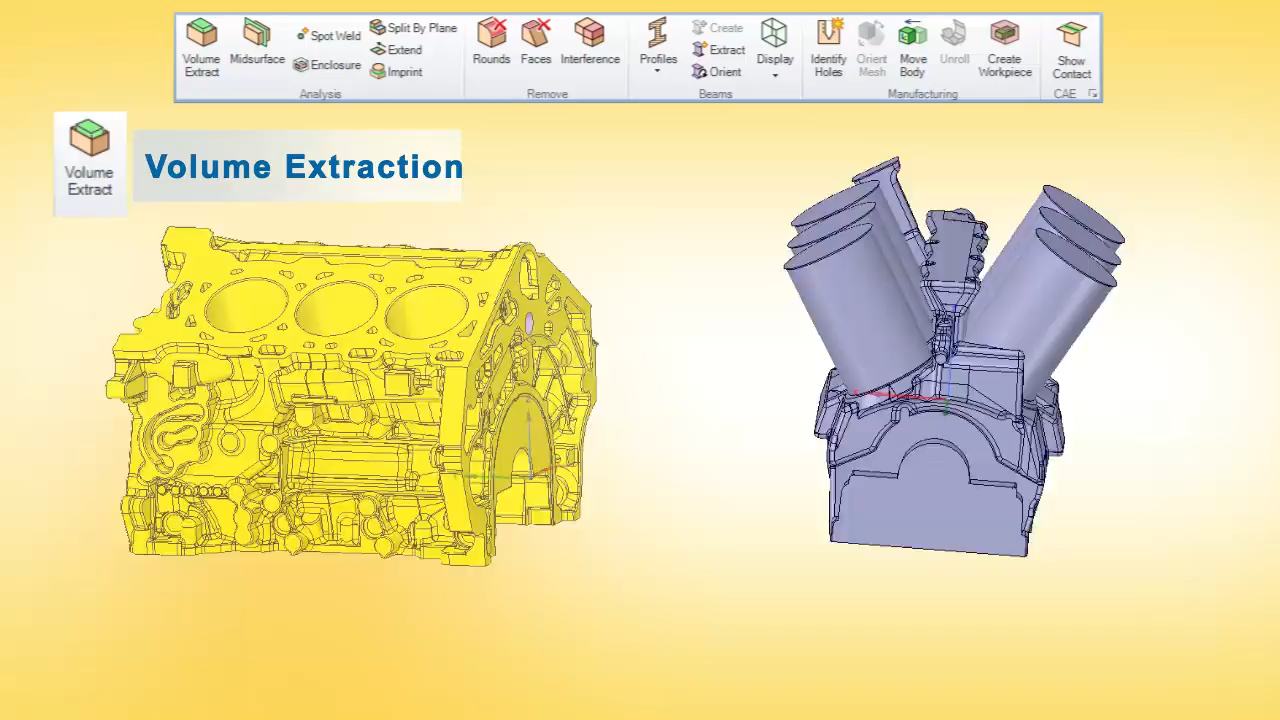 Volume Extract
Midsurface
Spot Weld
Enclosure
Split By Plane
Extend
Imprint
Analysis
Rounds
Faces
Interference
Remove
Profiles
Create
Extract
Orient
Display
Beams
Identify Holes
Orient Mesh
Move Body
Unroll
Create Workpiece
Manufacturing
Show Contact
CAE
Volume
Extract
Volume Extraction